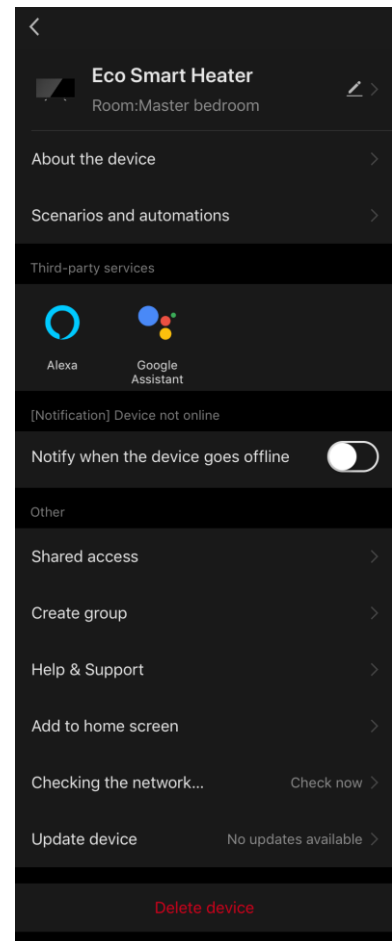 Eco Smart Heater
Room:Master bedroom
About the device
Scenarios and automations
Third-party services
Alexa
Google
Assistant
[Notification] Device not online
Notify when the device goes offline
Other
Shared access
Create group
Help & Support
Add to home screen
Checking the network... Check now
Update device No updates available
Delete device